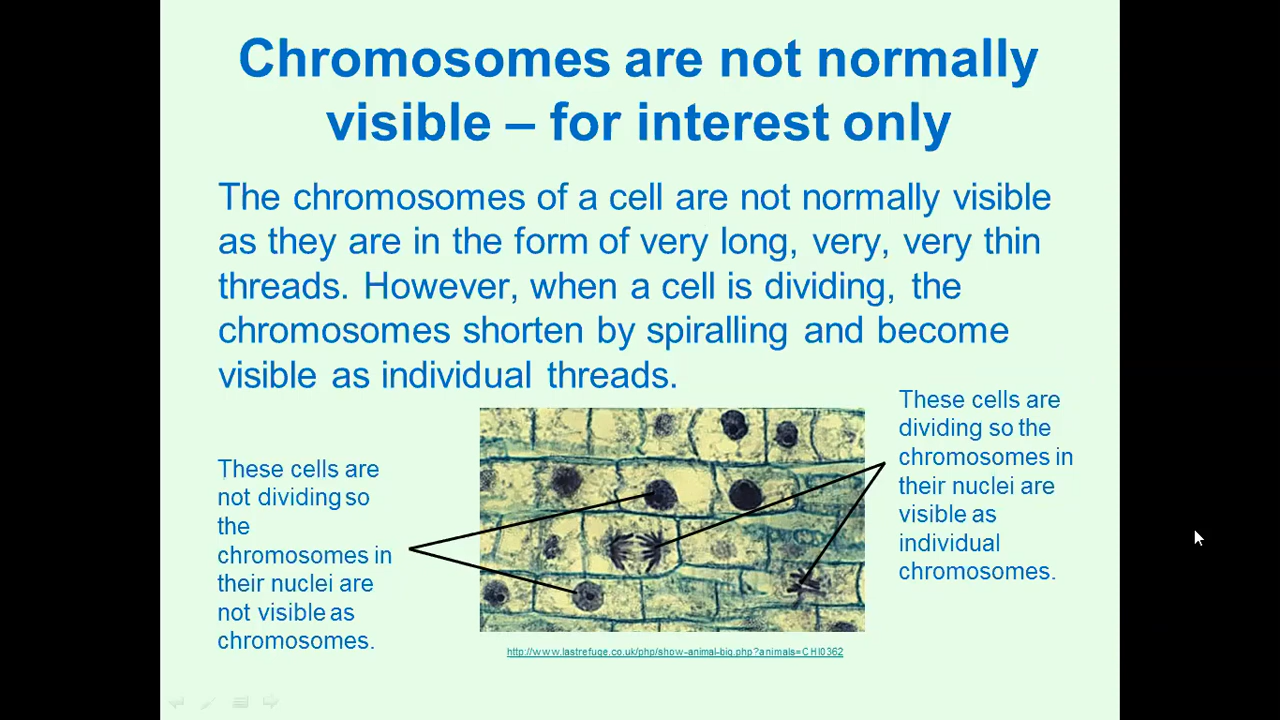 Chromosomes are not normally
visible – for interest only
The chromosomes of a cell are not normally visible
as they are in the form of very long, very, very thin
threads. However, when a cell is dividing, the
chromosomes shorten by spiralling and become
visible as individual threads.
These cells are
not dividing so
the
chromosomes in
their nuclei are
not visible as
chromosomes.
These cells are
dividing so the
chromosomes in
their nuclei are
visible as
individual
chromosomes.
http://www.lastrefuge.co.uk/php/show-animal-big.php?animals=CHI0362